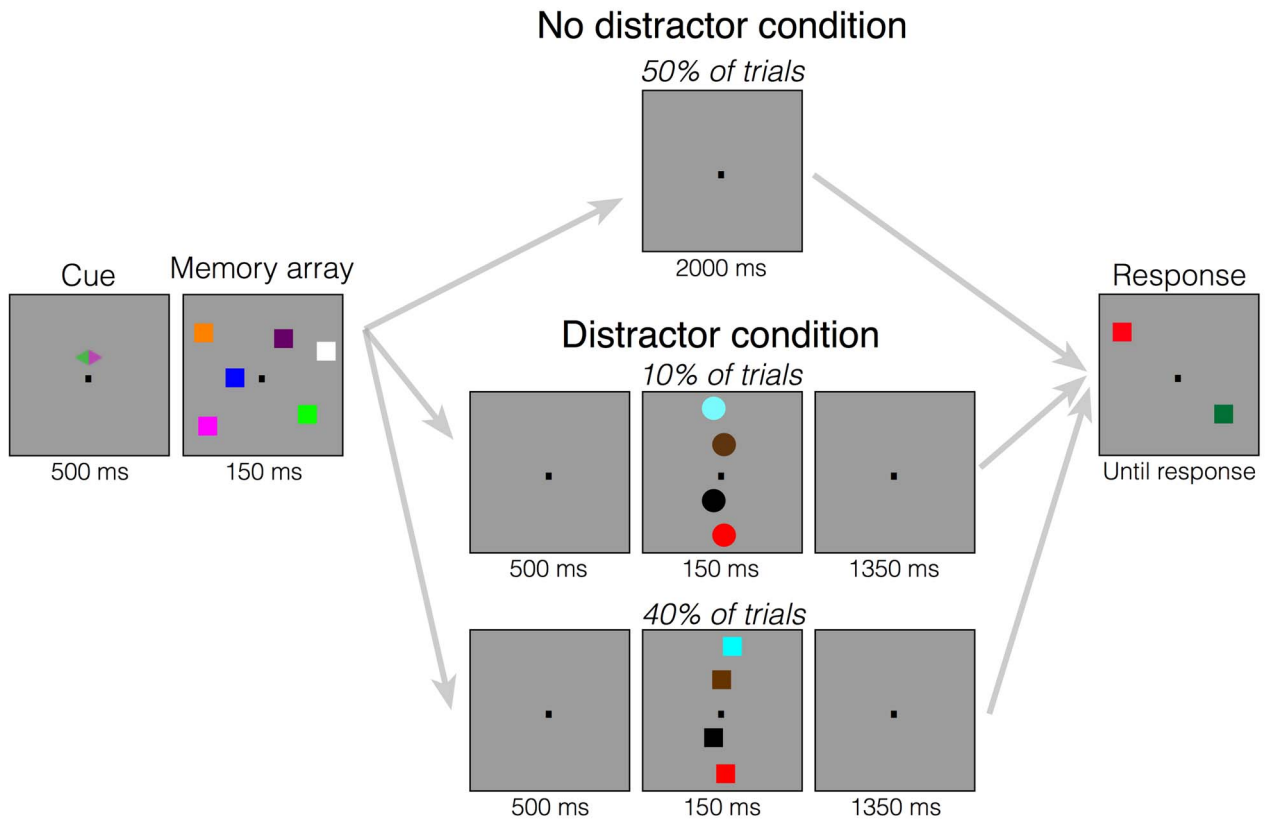 No distractor condition
50% of trials
2000 ms
Cue
Memory array
500 ms
150 ms
Distractor condition
10% of trials
500 ms
150 ms
1350 ms
40% of trials
500 ms
150 ms
1350 ms
Response
Until response